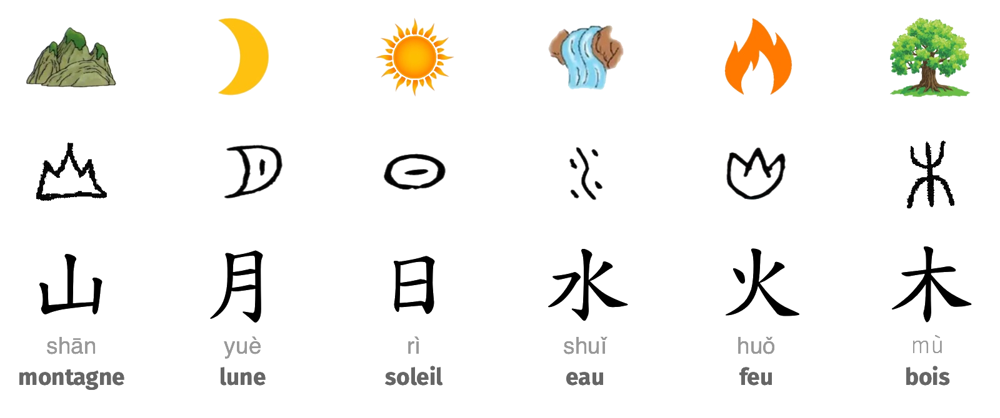 山 月 日 水 火 木
shān yuè rì shuǐ huǒ mù
montagne lune soleil eau feu bois